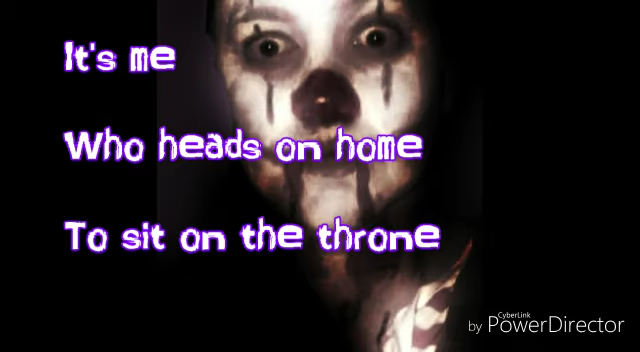 It's me
Who heads on home
To sit on the throne
CyberLink
by PowerDirector